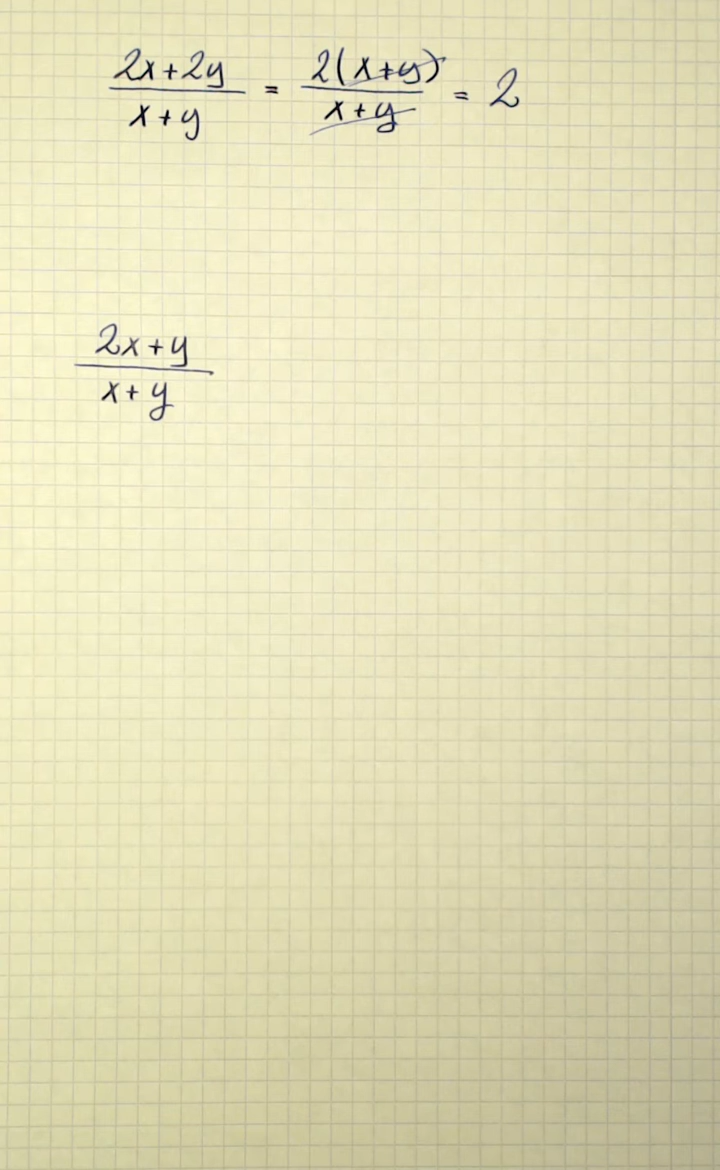 2x+2y / x+y = 2(x+y) / x+y = 2
2x+y / x+y